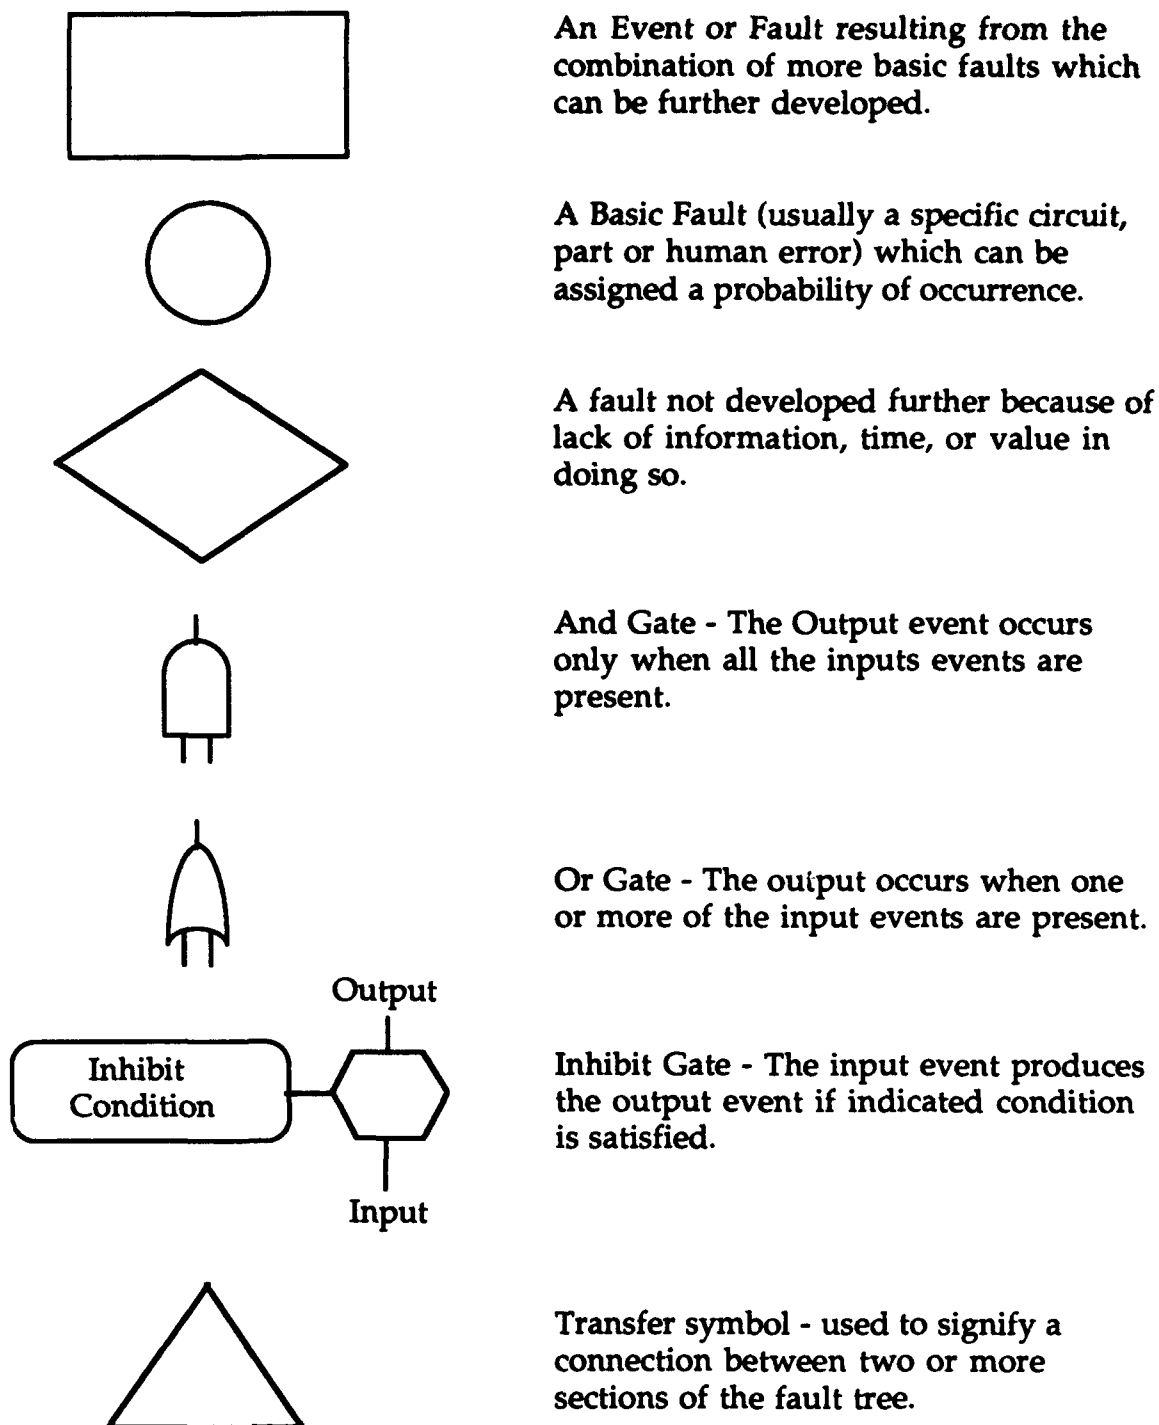 An Event or Fault resulting from the
combination of more basic faults which
can be further developed.
A Basic Fault (usually a specific circuit,
part or human error) which can be
assigned a probability of occurrence.
A fault not developed further because of
lack of information, time, or value in
doing so.
And Gate - The Output event occurs
only when all the inputs events are
present.
Or Gate - The output occurs when one
or more of the input events are present.
Output
Inhibit
Condition
Input
Inhibit Gate - The input event produces
the output event if indicated condition
is satisfied.
Transfer symbol - used to signify a
connection between two or more
sections of the fault tree.